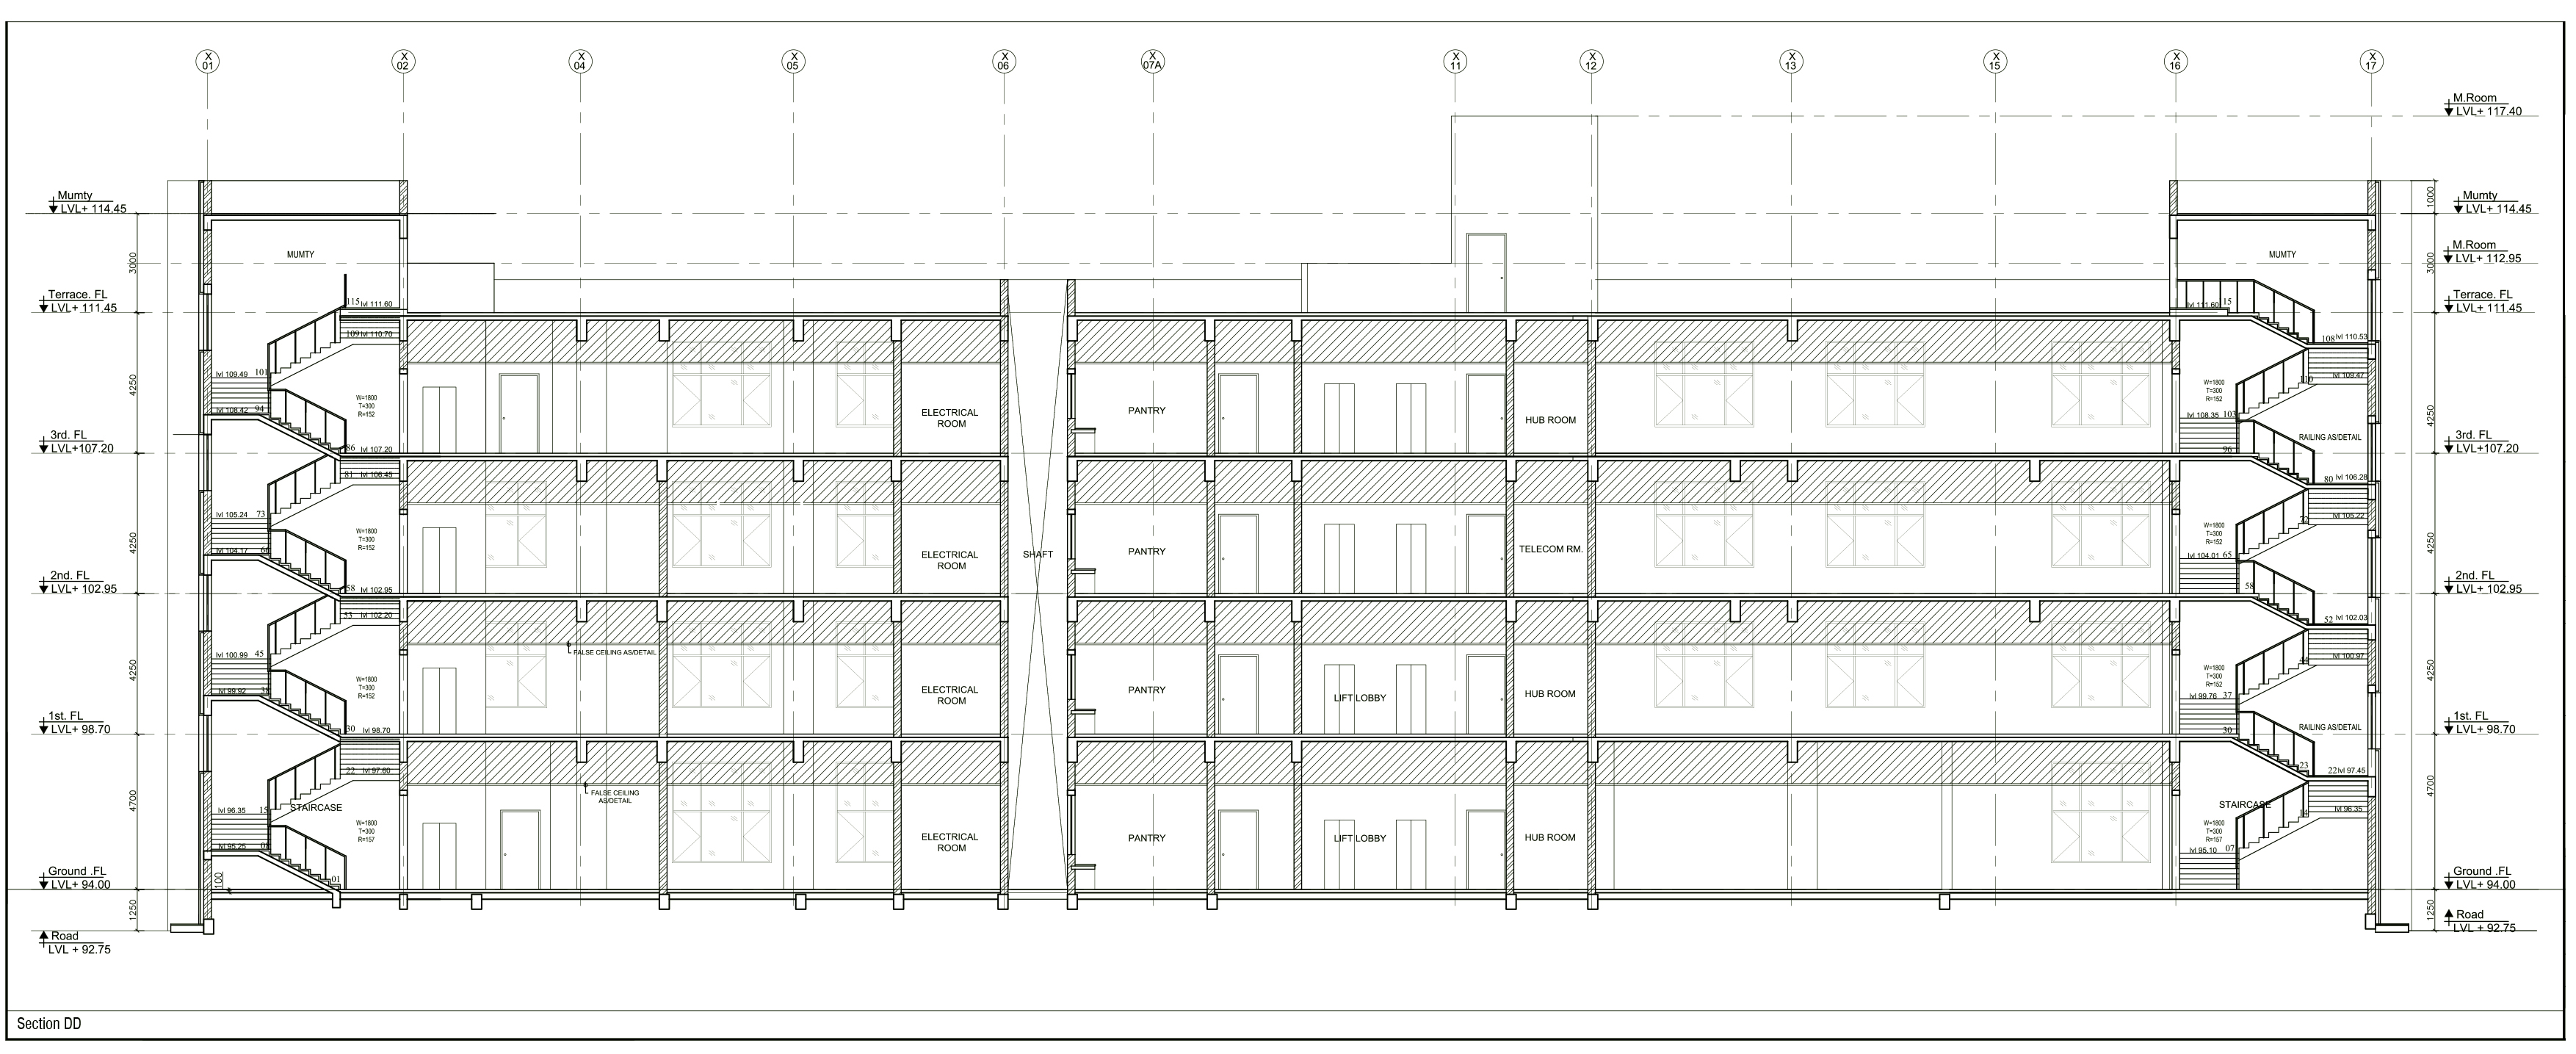 X
01
X
02
X
04
X
05
X
06
X
07A
X
11
X
12
X
13
X
15
X
16
X
17
M.Room
LVL+ 117.40
Mumty
LVL+ 114.45
1000
Mumty
LVL+ 114.45
MUMTY
MUMTY
3000
3000
M.Room
LVL+ 112.95
Terrace. FL
LVL+ 111.45
115 lvl 111.60
lvl 111.60 15
Terrace. FL
LVL+ 111.45
109 lvl 110.70
108 lvl 110.53
lvl 109.49 101
lvl 109.47
4250
4250
W=1800
T=300
R=152
W=1800
T=300
R=152
lvl 108.42 94
lvl 108.35 103
ELECTRICAL
ROOM
PANTRY
HUB ROOM
RAILING AS/DETAIL
3rd. FL
LVL+107.20
86 lvl 107.20
96
3rd. FL
LVL+107.20
81 lvl 106.45
80 lvl 106.28
lvl 105.24 73
72 lvl 105.22
4250
4250
W=1800
T=300
R=152
W=1800
T=300
R=152
lvl 104.17
lvl 104.01 65
ELECTRICAL
ROOM
SHAFT
PANTRY
TELECOM RM.
2nd. FL
LVL+ 102.95
58 lvl 102.95
58
2nd. FL
LVL+ 102.95
53 lvl 102.20
52 lvl 102.03
FALSE CEILING AS/DETAIL
lvl 100.99 45
44 lvl 100.97
4250
4250
W=1800
T=300
R=152
W=1800
T=300
R=152
lvl 99.92 38
lvl 99.76 37
ELECTRICAL
ROOM
PANTRY
LIFT LOBBY
HUB ROOM
RAILING AS/DETAIL
1st. FL
LVL+ 98.70
30 lvl 98.70
30
1st. FL
LVL+ 98.70
22 lvl 97.60
23
22 lvl 97.45
FALSE CEILING
AS/DETAIL
lvl 96.35 15
STAIRCASE
STAIRCASE
14 lvl 96.35
4700
4700
W=1800
T=300
R=157
W=1800
T=300
R=157
lvl 95.25
lvl 95.10 07
ELECTRICAL
ROOM
PANTRY
LIFT LOBBY
HUB ROOM
Ground .FL
LVL+ 94.00
100
01
Ground .FL
LVL+ 94.00
1250
1250
Road
LVL + 92.75
Road
LVL + 92.75
Section DD